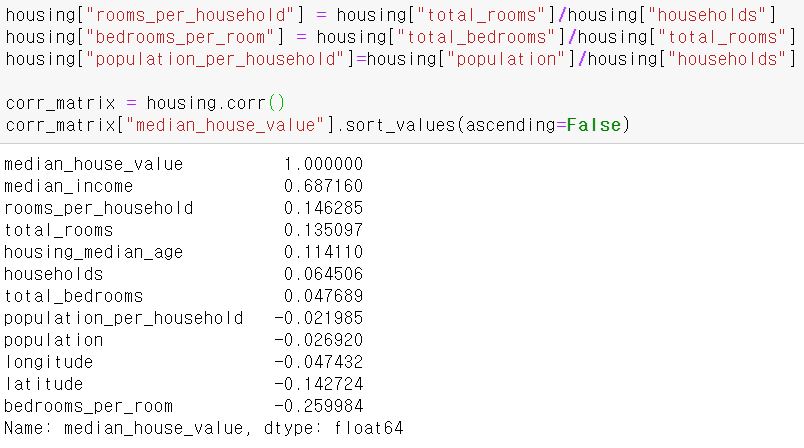 housing["rooms_per_household"] = housing["total_rooms"]/housing["households"]
housing["bedrooms_per_room"] = housing["total_bedrooms"]/housing["total_rooms"]
housing["population_per_household"]=housing["population"]/housing["households"]

corr_matrix = housing.corr()
corr_matrix["median_house_value"].sort_values(ascending=False)
median_house_value 1.000000
median_income 0.687160
rooms_per_household 0.146285
total_rooms 0.135097
housing_median_age 0.114110
households 0.064506
total_bedrooms 0.047689
population_per_household -0.021985
population -0.026920
longitude -0.047432
latitude -0.142724
bedrooms_per_room -0.259984
Name: median_house_value, dtype: float64